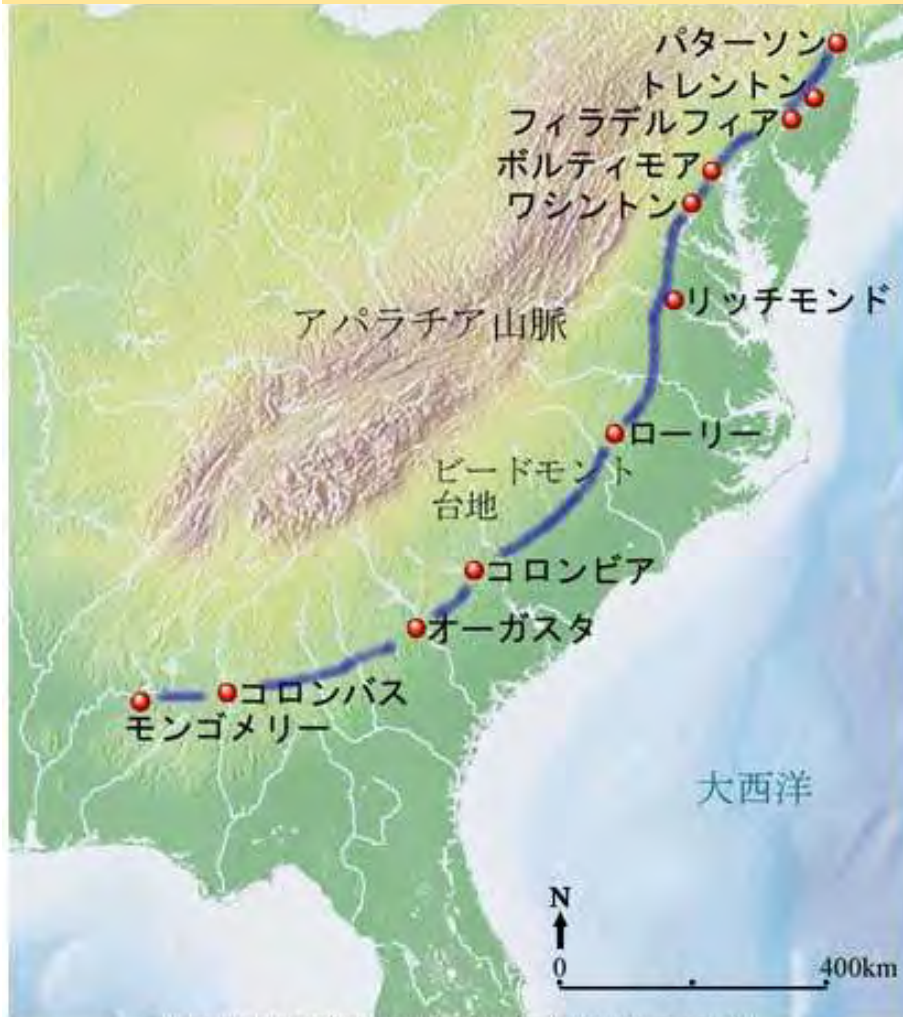 パターソン
トレントン
フィラデルフィア
ボルティモア
ワシントン
リッチモンド
アパラチア山脈
ローリー
ピードモント
台地
コロンビア
オーガスタ
コロンバス
モンゴメリー
大西洋
N
0
400km